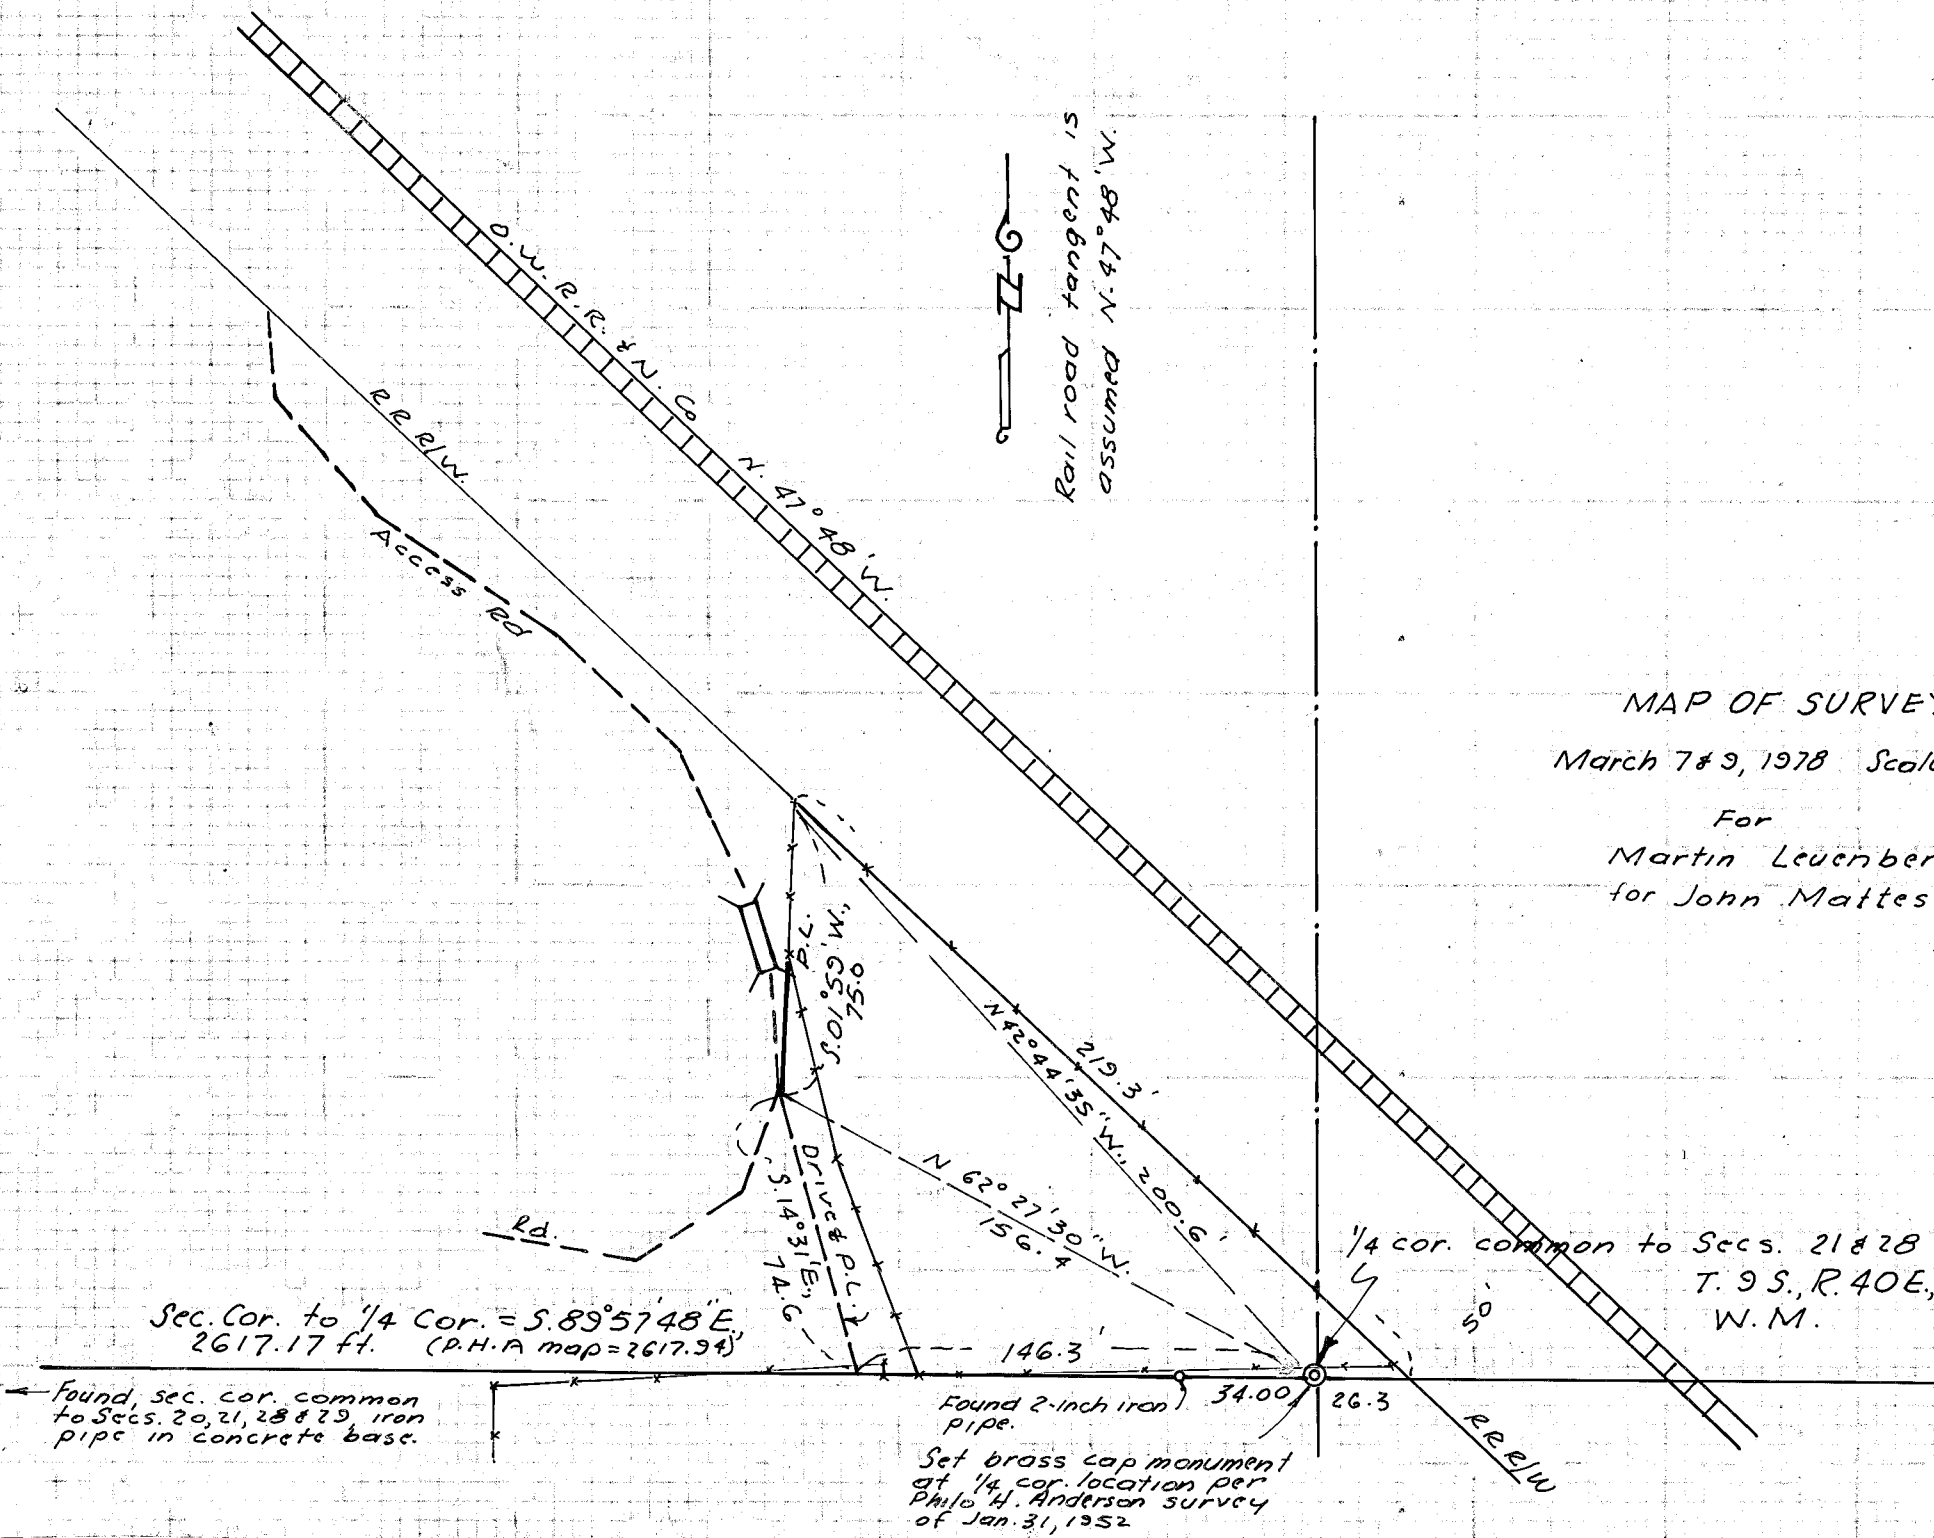 Rail road tangent is
assumed N. 47° 48' W.
O. W. R. R. & N. Co
N. 47° 48' W.
RR R/W.
Access Rd
MAP OF SURVEY
March 7 & 9, 1978 Scale
For
Martin Leuenber
for John Mattes
P.L.
S. 01° 59' W.,
75.0
219.3'
N 42° 44' 35" W., 200.6'
N 62° 27' 30" W.
156.4
Drive & P.L.
S. 14° 31' E.,
74.6
Rd.
1/4 cor. common to Secs. 21 & 28
T. 9 S., R. 40 E.,
W. M.
50'
Sec. Cor. to 1/4 Cor. = S. 89° 57' 48" E.,
2617.17 ft. (P.H.A map = 2617.94)
146.3'
Found, sec. cor. common
to Secs. 20, 21, 28 & 29, iron
pipe in concrete base.
Found 2-inch iron
pipe.
34.00
26.3
RR R/W
Set brass cap monument
at 1/4 cor. location per
Philo H. Anderson survey
of Jan. 31, 1952